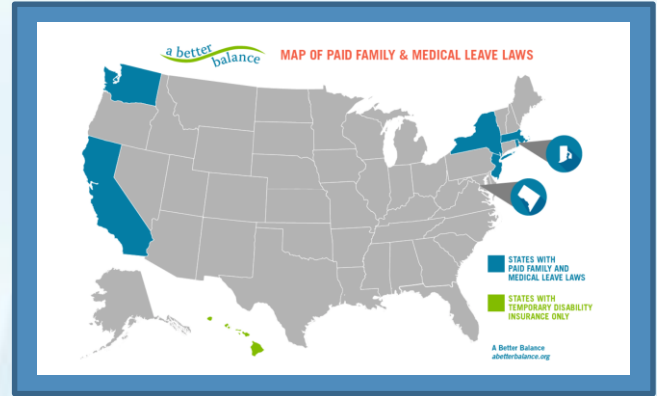 a better
balance
MAP OF PAID FAMILY & MEDICAL LEAVE LAWS
STATES WITH
PAID FAMILY AND
MEDICAL LEAVE LAWS
STATES WITH
TEMPORARY DISABILITY
INSURANCE ONLY
A Better Balance
abetterbalance.org